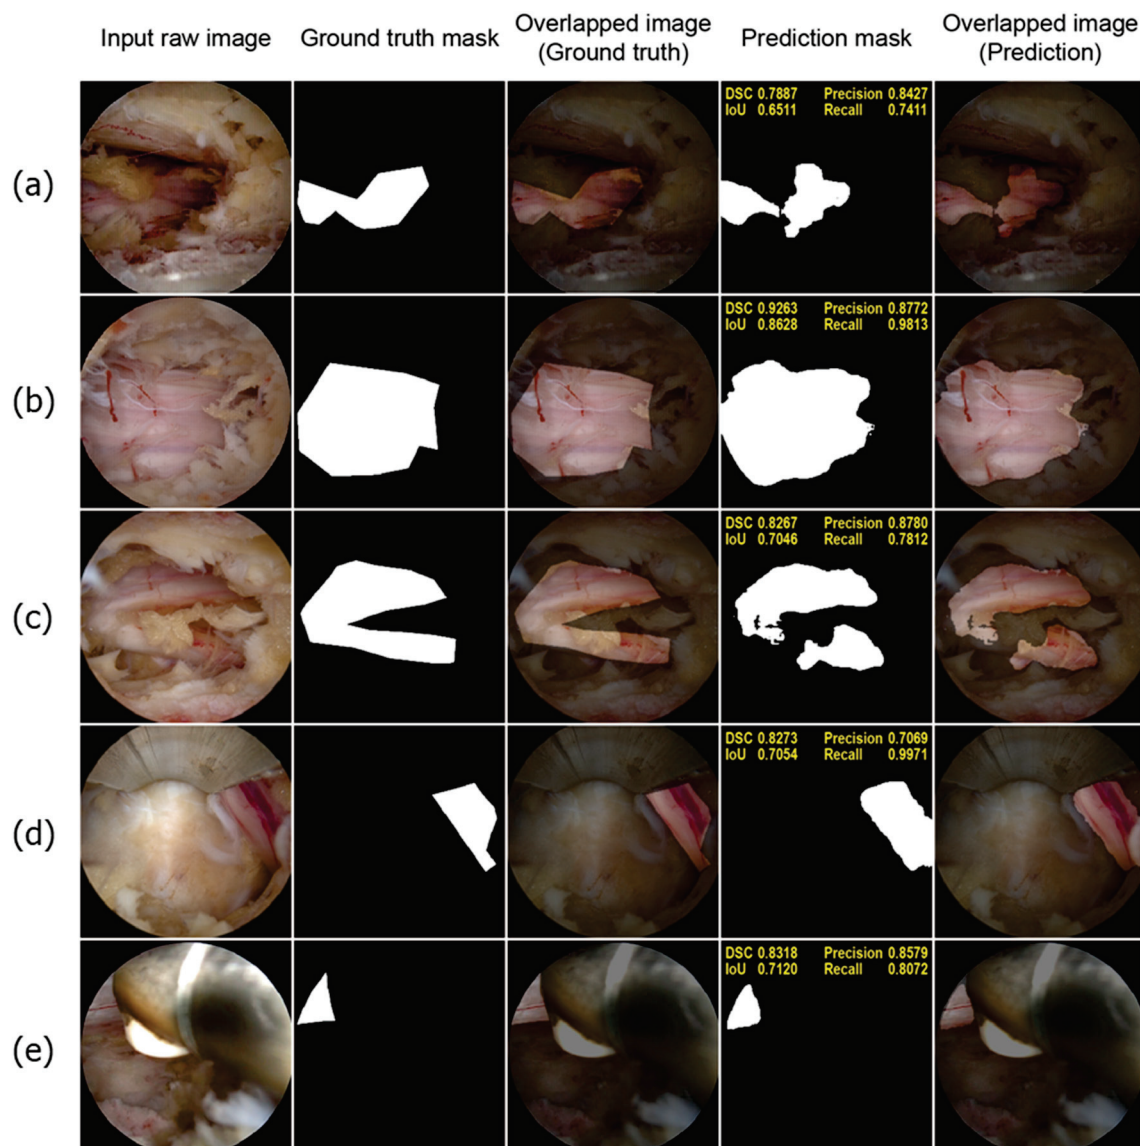 Input raw image
Ground truth mask
Overlapped image
(Ground truth)
Prediction mask
Overlapped image
(Prediction)
(a)
DSC 0.7887 Precision 0.8427
IoU 0.6511 Recall 0.7411
(b)
DSC 0.9263 Precision 0.8772
IoU 0.8628 Recall 0.9813
(c)
DSC 0.8267 Precision 0.8780
IoU 0.7046 Recall 0.7812
(d)
DSC 0.8273 Precision 0.7069
IoU 0.7054 Recall 0.9971
(e)
DSC 0.8318 Precision 0.8579
IoU 0.7120 Recall 0.8072